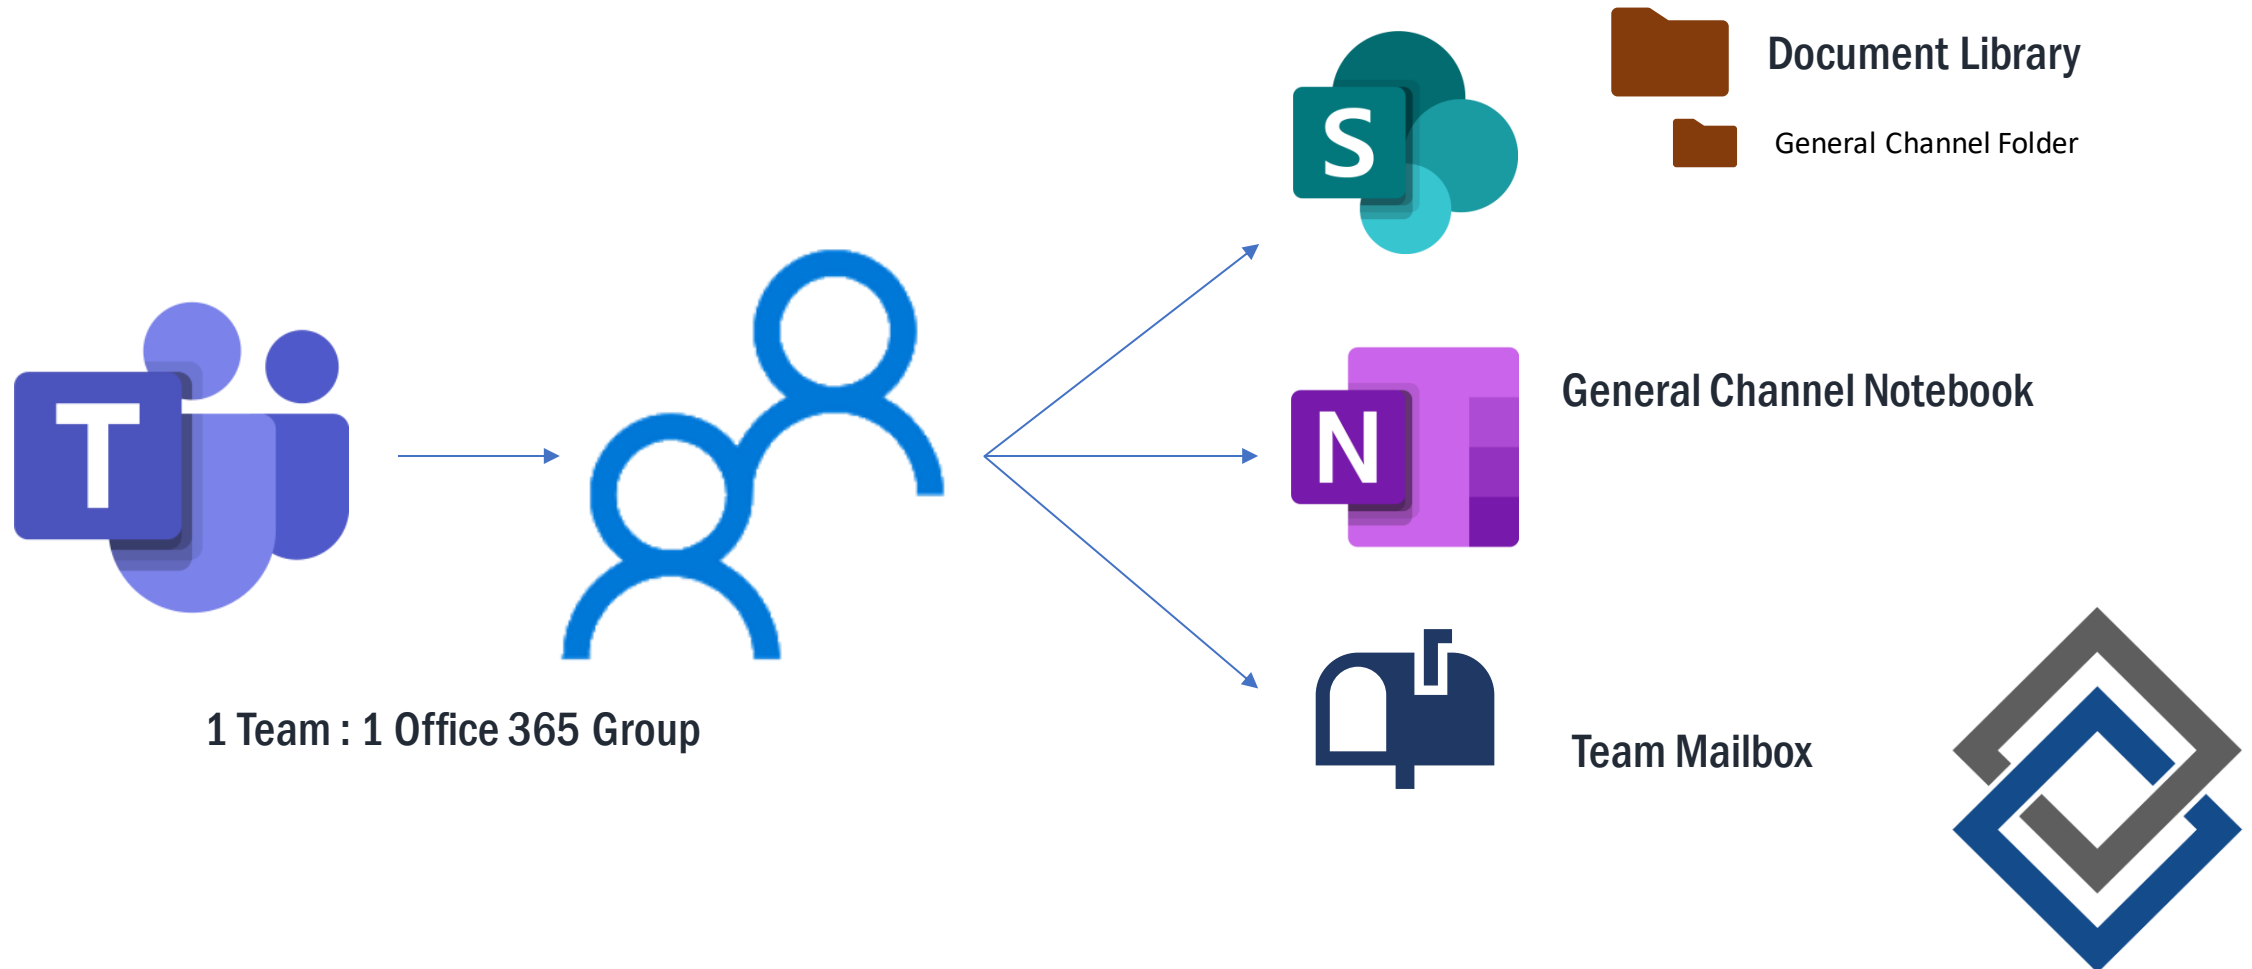 S
Document Library
General Channel Folder
T
N
General Channel Notebook
1 Team : 1 Office 365 Group
Team Mailbox